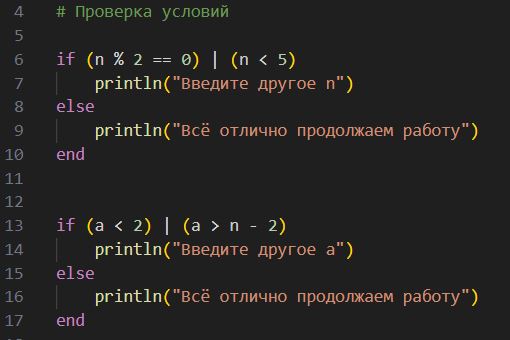 4 # Проверка условий
5
6 if (n % 2 == 0) | (n < 5)
7 println("Введите другое n")
8 else
9 println("Всё отлично продолжаем работу")
10 end
11
12
13 if (a < 2) | (a > n - 2)
14 println("Введите другое a")
15 else
16 println("Всё отлично продолжаем работу")
17 end